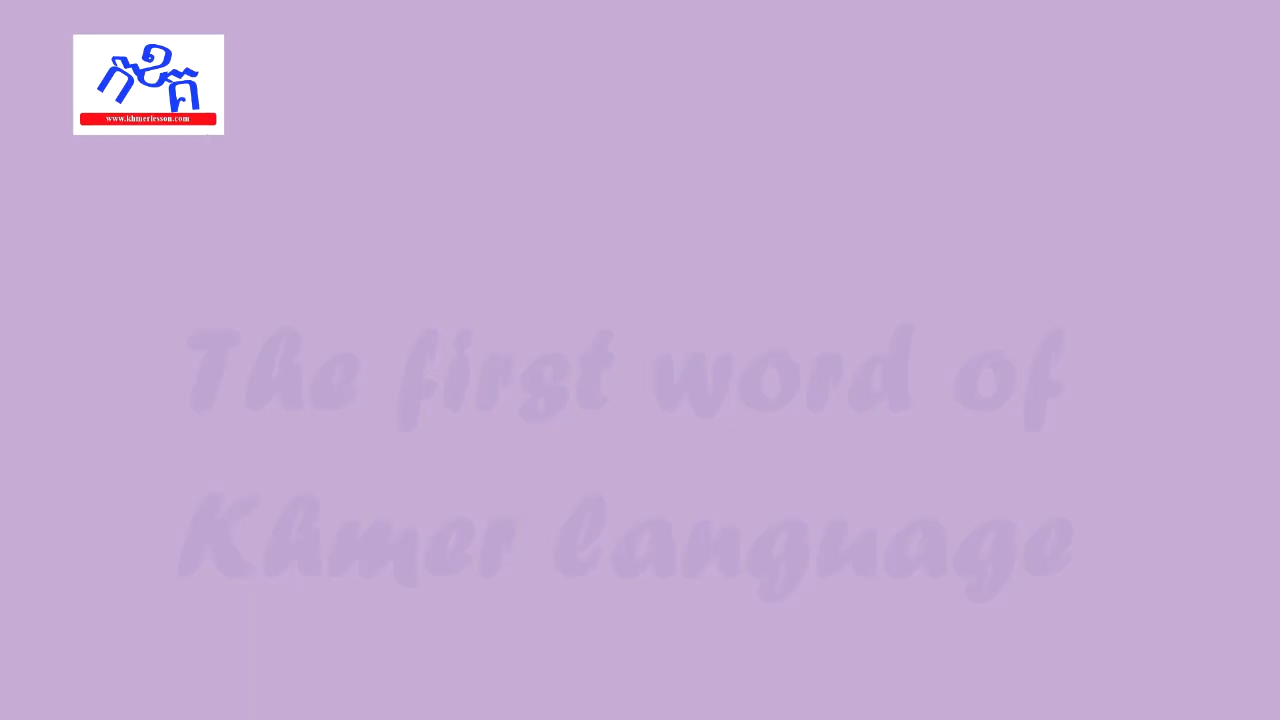 កខគ
www.khmerlesson.com
The first word of
Khmer language